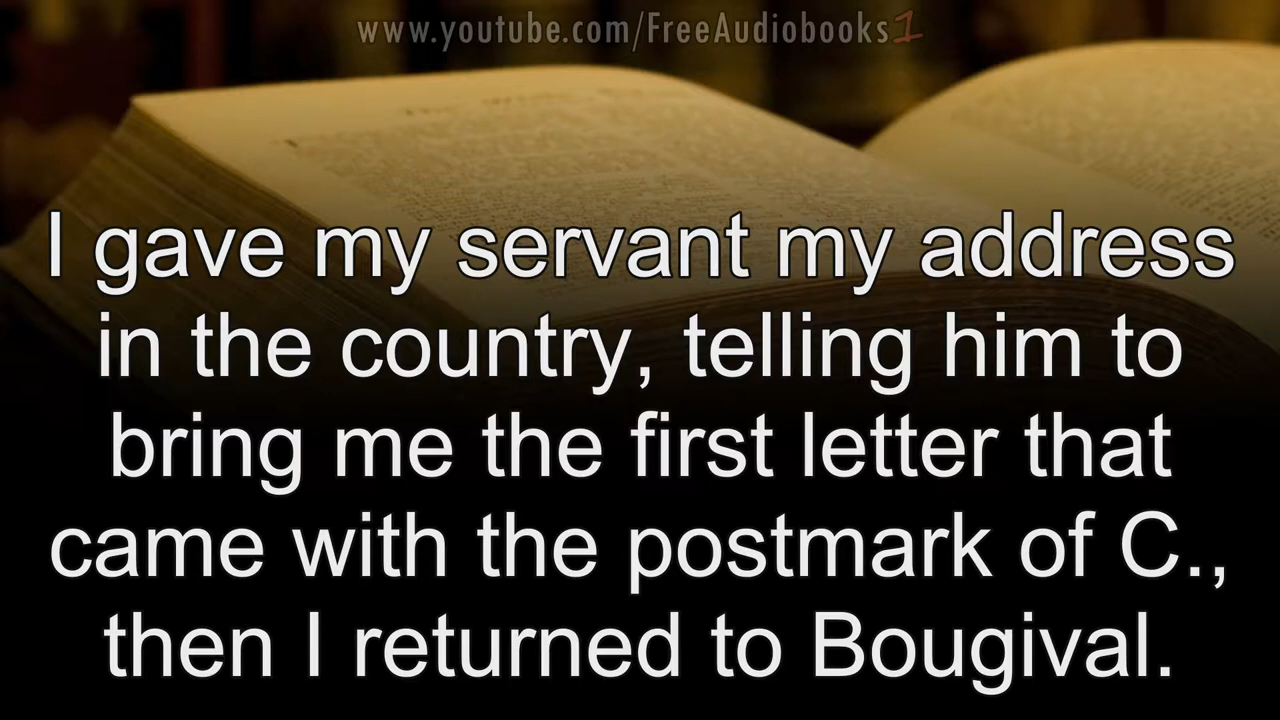 www.youtube.com/FreeAudiobooks1
I gave my servant my address
in the country, telling him to
bring me the first letter that
came with the postmark of C.,
then I returned to Bougival.